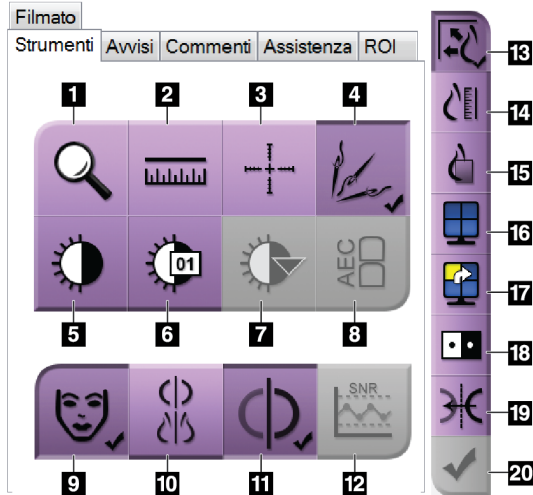 Filmato
Strumenti Avvisi Commenti Assistenza ROI
1 2 3 4
01
AEC
5 6 7 8
SNR
9 10 11 12
13
14
15
16
17
18
19
20